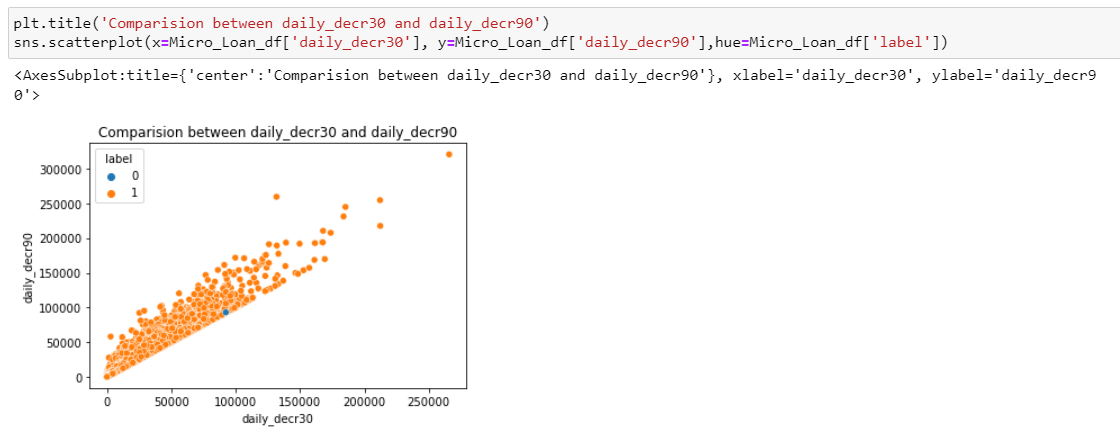 plt.title('Comparision between daily_decr30 and daily_decr90')
sns.scatterplot(x=Micro_Loan_df['daily_decr30'], y=Micro_Loan_df['daily_decr90'],hue=Micro_Loan_df['label'])
<AxesSubplot:title={'center':'Comparision between daily_decr30 and daily_decr90'}, xlabel='daily_decr30', ylabel='daily_decr9
0'>
Comparision between daily_decr30 and daily_decr90
label
0
1
300000
250000
200000
150000
100000
50000
0
daily_decr90
0 50000 100000 150000 200000 250000
daily_decr30